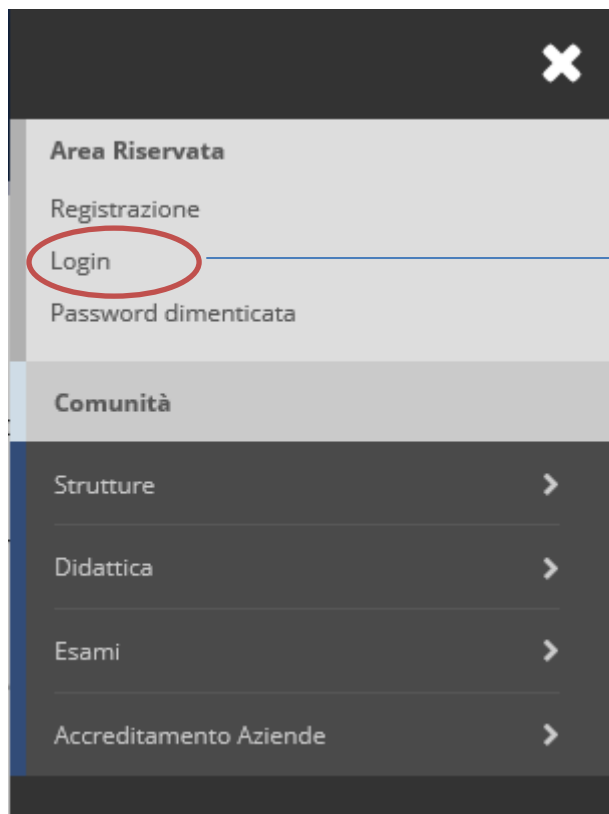 Area Riservata
Registrazione
Login
Password dimenticata
Comunità
Strutture
Didattica
Esami
Accreditamento Aziende